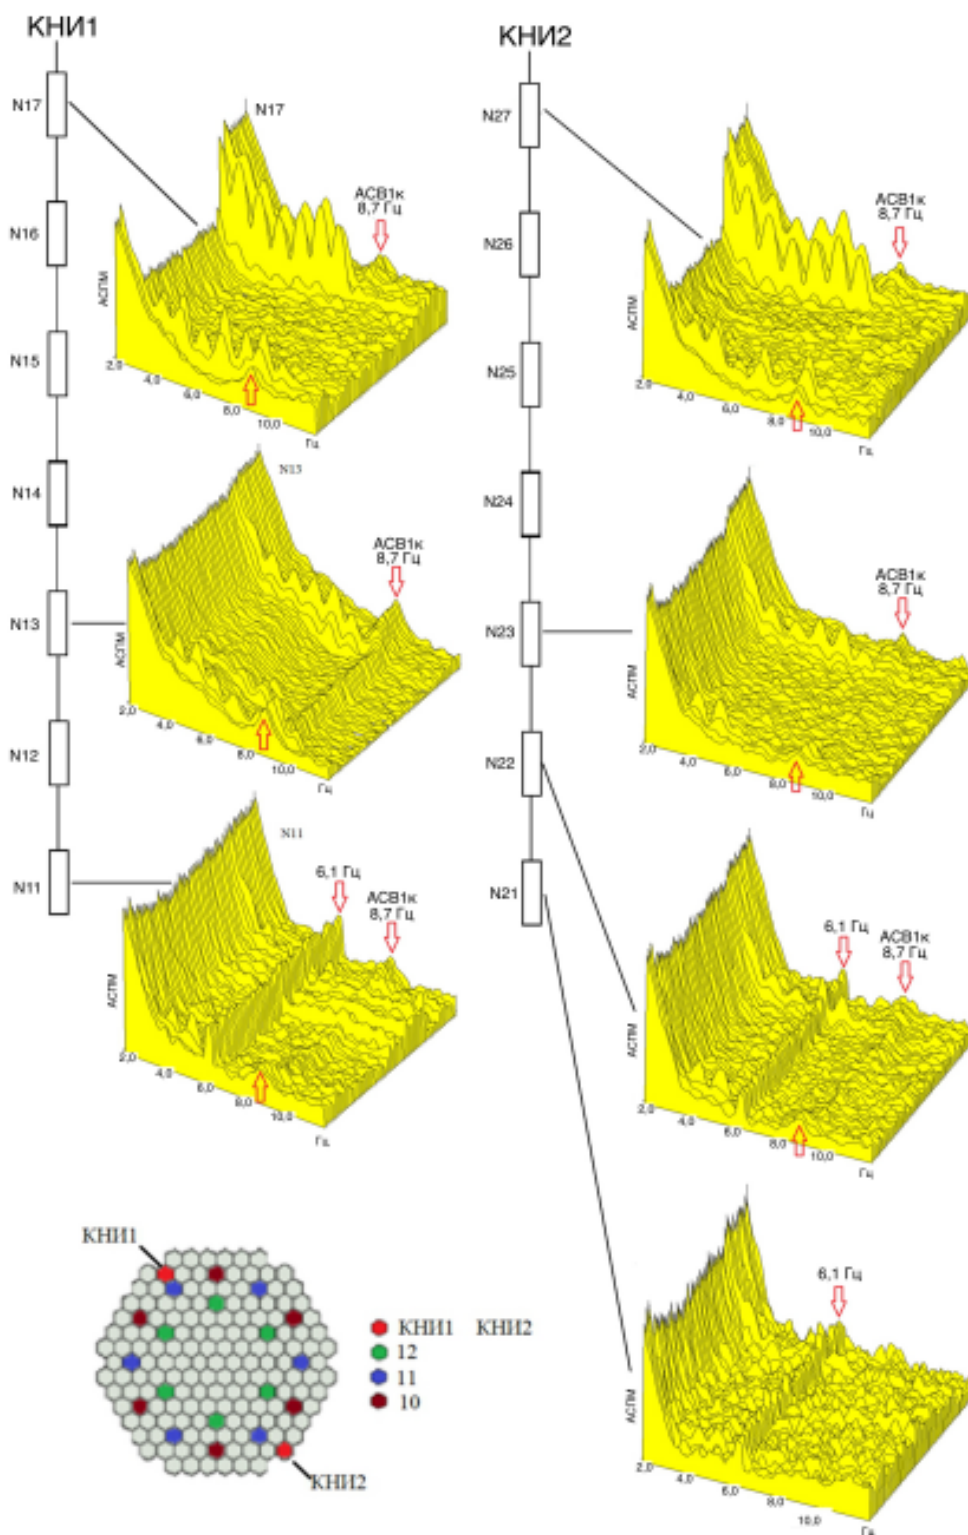 КНИ1
N17
N16
N15
N14
N13
N12
N11
N17
АСВ1к
8,7 Гц
АСПМ
2,0
4,0
6,0
8,0
10,0
Гц
N13
АСВ1к
8,7 Гц
АСПМ
2,0
4,0
6,0
8,0
10,0
Гц
N11
6,1 Гц
АСВ1к
8,7 Гц
АСПМ
2,0
4,0
6,0
8,0
10,0
Гц
КНИ2
N27
N26
N25
N24
N23
N22
N21
АСВ1к
8,7 Гц
АСПМ
2,0
4,0
6,0
8,0
10,0
Гц
АСВ1к
8,7 Гц
АСПМ
2,0
4,0
6,0
8,0
10,0
Гц
6,1 Гц
АСВ1к
8,7 Гц
АСПМ
2,0
4,0
6,0
8,0
10,0
Гц
6,1 Гц
АСПМ
2,0
4,0
6,0
8,0
10,0
Гц
КНИ1
КНИ1 КНИ2
12
11
10
КНИ2